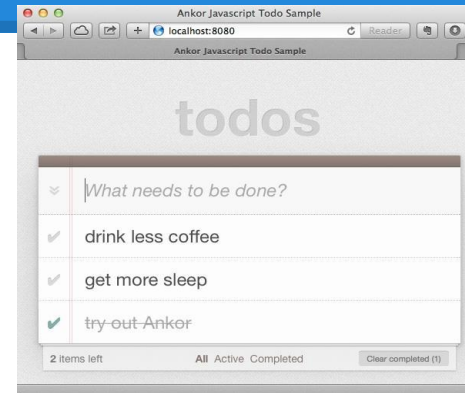 Ankor Javascript Todo Sample
localhost:8080
Reader
Ankor Javascript Todo Sample
todos
What needs to be done?
drink less coffee
get more sleep
try out Ankor
2 items left All Active Completed Clear completed (1)